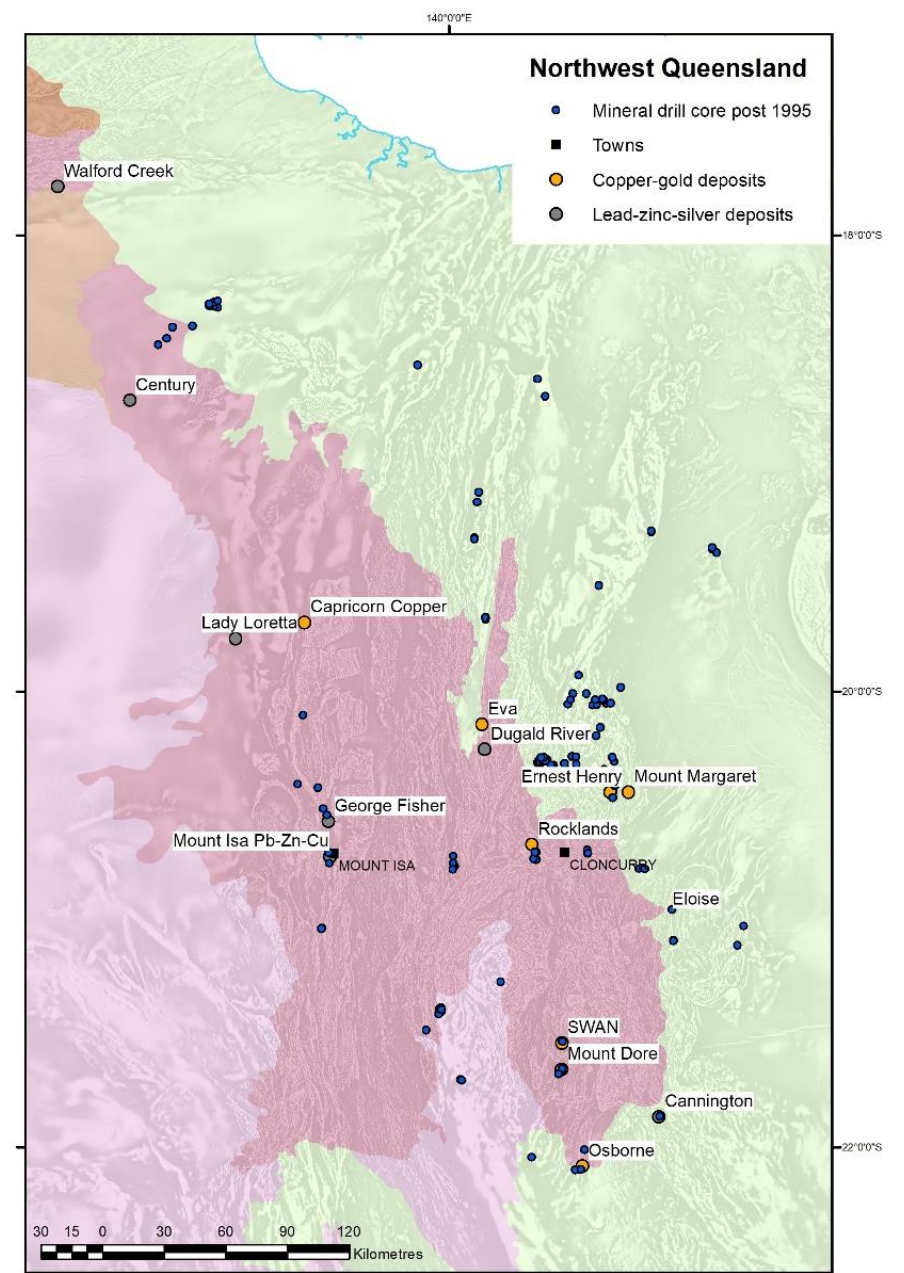 140°0'0"E
Northwest Queensland
Mineral drill core post 1995
Towns
Copper-gold deposits
Lead-zinc-silver deposits
Walford Creek
18°0'0"S
Century
Capricorn Copper
Lady Loretta
20°0'0"S
Eva
Dugald River
Ernest Henry
Mount Margaret
George Fisher
Rocklands
Mount Isa Pb-Zn-Cu
MOUNT ISA
CLONCURRY
Eloise
SWAN
Mount Dore
Cannington
22°0'0"S
Osborne
30 15 0 30 60 90 120
Kilometres